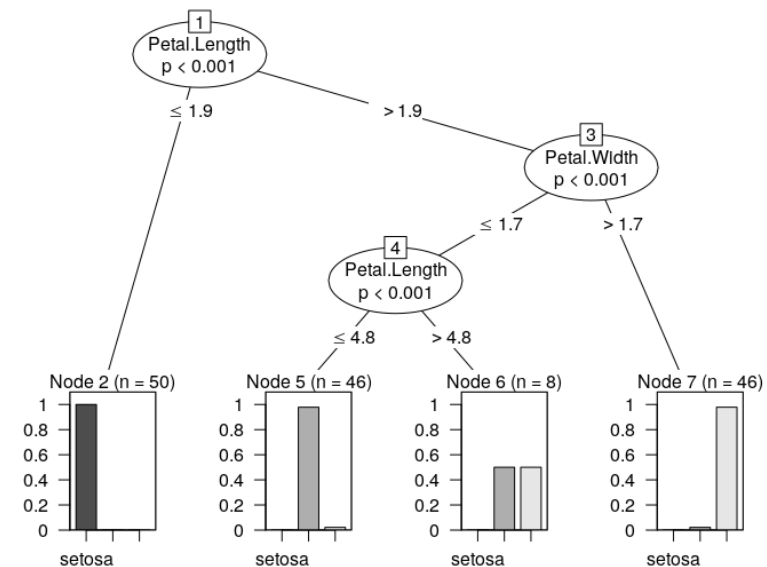 1
Petal.Length
p < 0.001
≤ 1.9
> 1.9
3
Petal.Width
p < 0.001
≤ 1.7
> 1.7
4
Petal.Length
p < 0.001
≤ 4.8
> 4.8
Node 2 (n = 50)
1
0.8
0.6
0.4
0.2
0
setosa
Node 5 (n = 46)
1
0.8
0.6
0.4
0.2
0
setosa
Node 6 (n = 8)
1
0.8
0.6
0.4
0.2
0
setosa
Node 7 (n = 46)
1
0.8
0.6
0.4
0.2
0
setosa